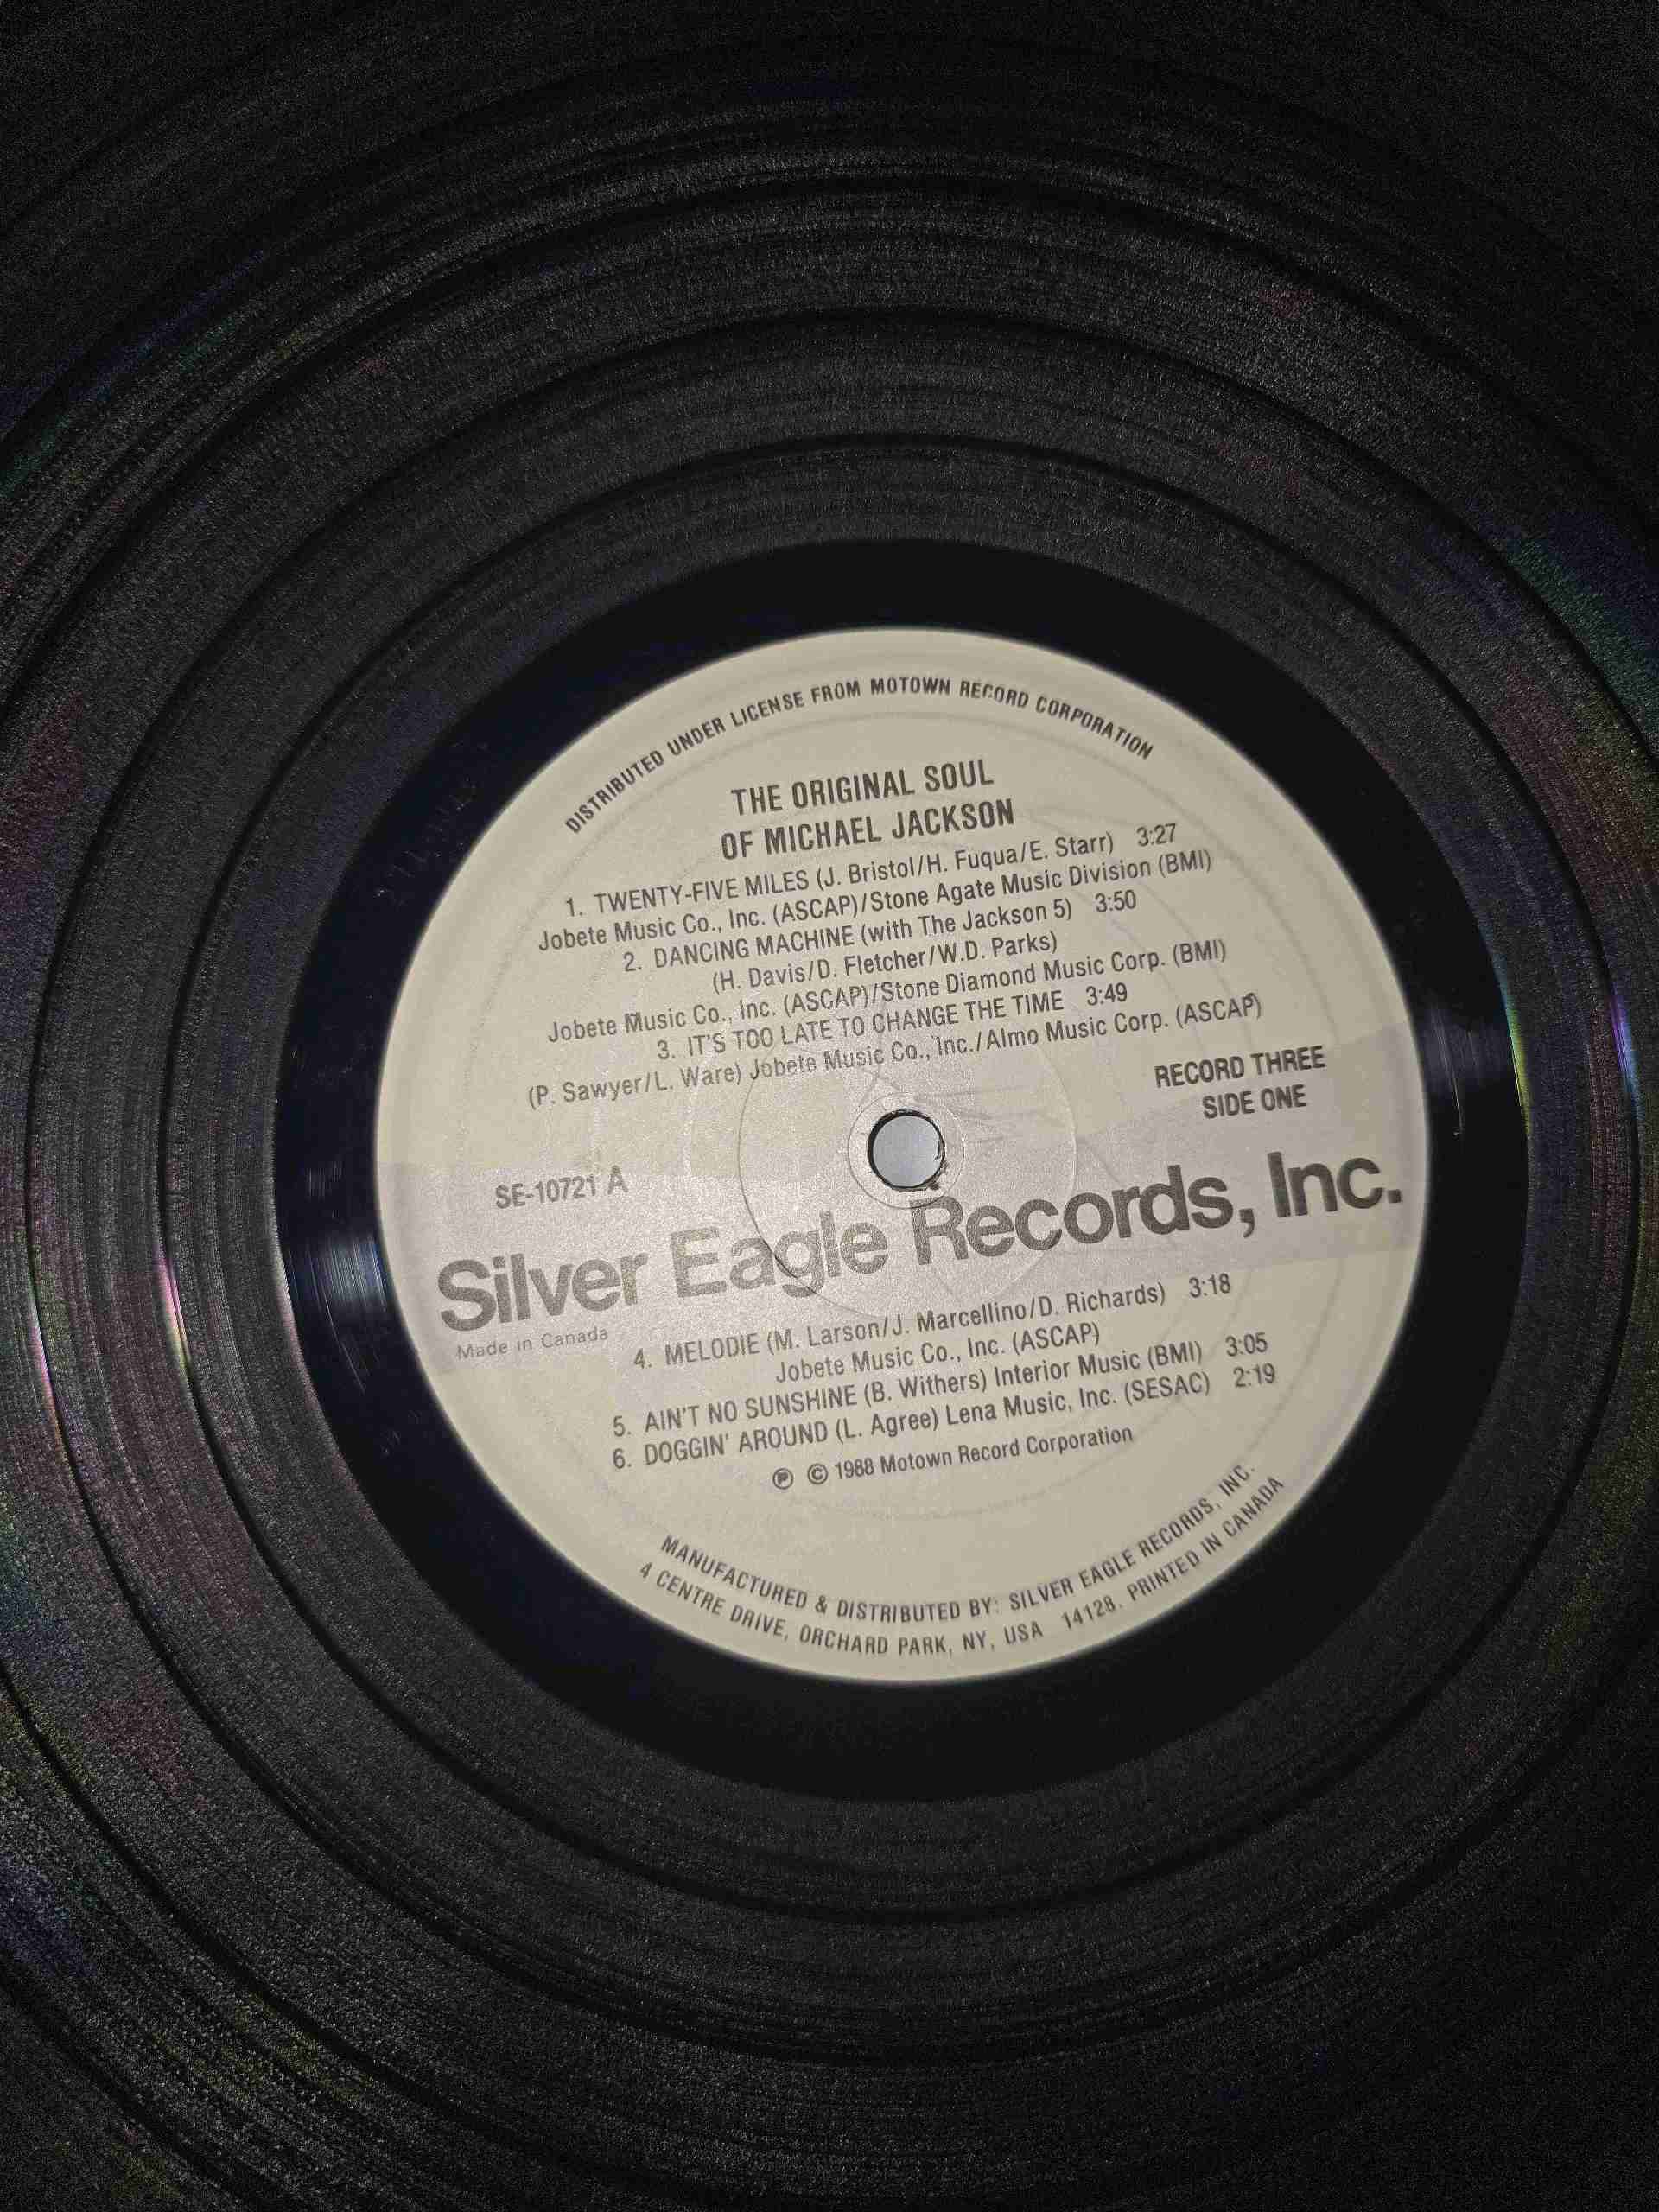 DISTRIBUTED UNDER LICENSE FROM MOTOWN RECORD CORPORATION
THE ORIGINAL SOUL
OF MICHAEL JACKSON
1. TWENTY-FIVE MILES (J. Bristol/H. Fuqua/E. Starr) 3:27
Jobete Music Co., Inc. (ASCAP)/Stone Agate Music Division (BMI)
2. DANCING MACHINE (with The Jackson 5) 3:50
(H. Davis/D. Fletcher/W.D. Parks)
Jobete Music Co., Inc. (ASCAP)/Stone Diamond Music Corp. (BMI)
3. IT'S TOO LATE TO CHANGE THE TIME 3:49
(P. Sawyer/L. Ware) Jobete Music Co., Inc./Almo Music Corp. (ASCAP)
RECORD THREE
SIDE ONE
SE-10721 A
Silver Eagle Records, Inc.
Made in Canada
4. MELODIE (M. Larson/J. Marcellino/D. Richards) 3:18
Jobete Music Co., Inc. (ASCAP)
5. AIN'T NO SUNSHINE (B. Withers) Interior Music (BMI) 3:05
6. DOGGIN' AROUND (L. Agree) Lena Music, Inc. (SESAC) 2:19
℗ © 1988 Motown Record Corporation
MANUFACTURED & DISTRIBUTED BY: SILVER EAGLE RECORDS, INC.
4 CENTRE DRIVE, ORCHARD PARK, NY, USA 14128. PRINTED IN CANADA